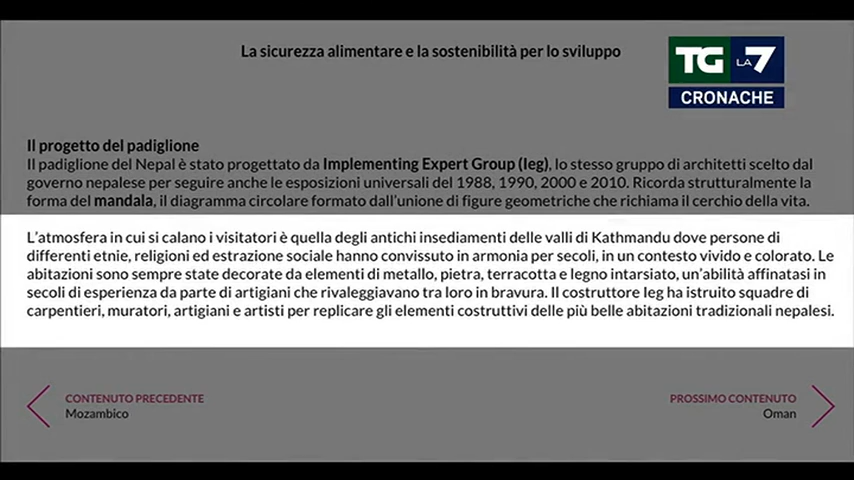 La sicurezza alimentare e la sostenibilità per lo sviluppo
TG LA7
CRONACHE
Il progetto del padiglione
Il padiglione del Nepal è stato progettato da Implementing Expert Group (Ieg), lo stesso gruppo di architetti scelto dal
governo nepalese per seguire anche le esposizioni universali del 1988, 1990, 2000 e 2010. Ricorda strutturalmente la
forma del mandala, il diagramma circolare formato dall'unione di figure geometriche che richiama il cerchio della vita.
L'atmosfera in cui si calano i visitatori è quella degli antichi insediamenti delle valli di Kathmandu dove persone di
differenti etnie, religioni ed estrazione sociale hanno convissuto in armonia per secoli, in un contesto vivido e colorato. Le
abitazioni sono sempre state decorate da elementi di metallo, pietra, terracotta e legno intarsiato, un'abilità affinatasi in
secoli di esperienza da parte di artigiani che rivaleggiavano tra loro in bravura. Il costruttore Ieg ha istruito squadre di
carpentieri, muratori, artigiani e artisti per replicare gli elementi costruttivi delle più belle abitazioni tradizionali nepalesi.
CONTENUTO PRECEDENTE
Mozambico
PROSSIMO CONTENUTO
Oman